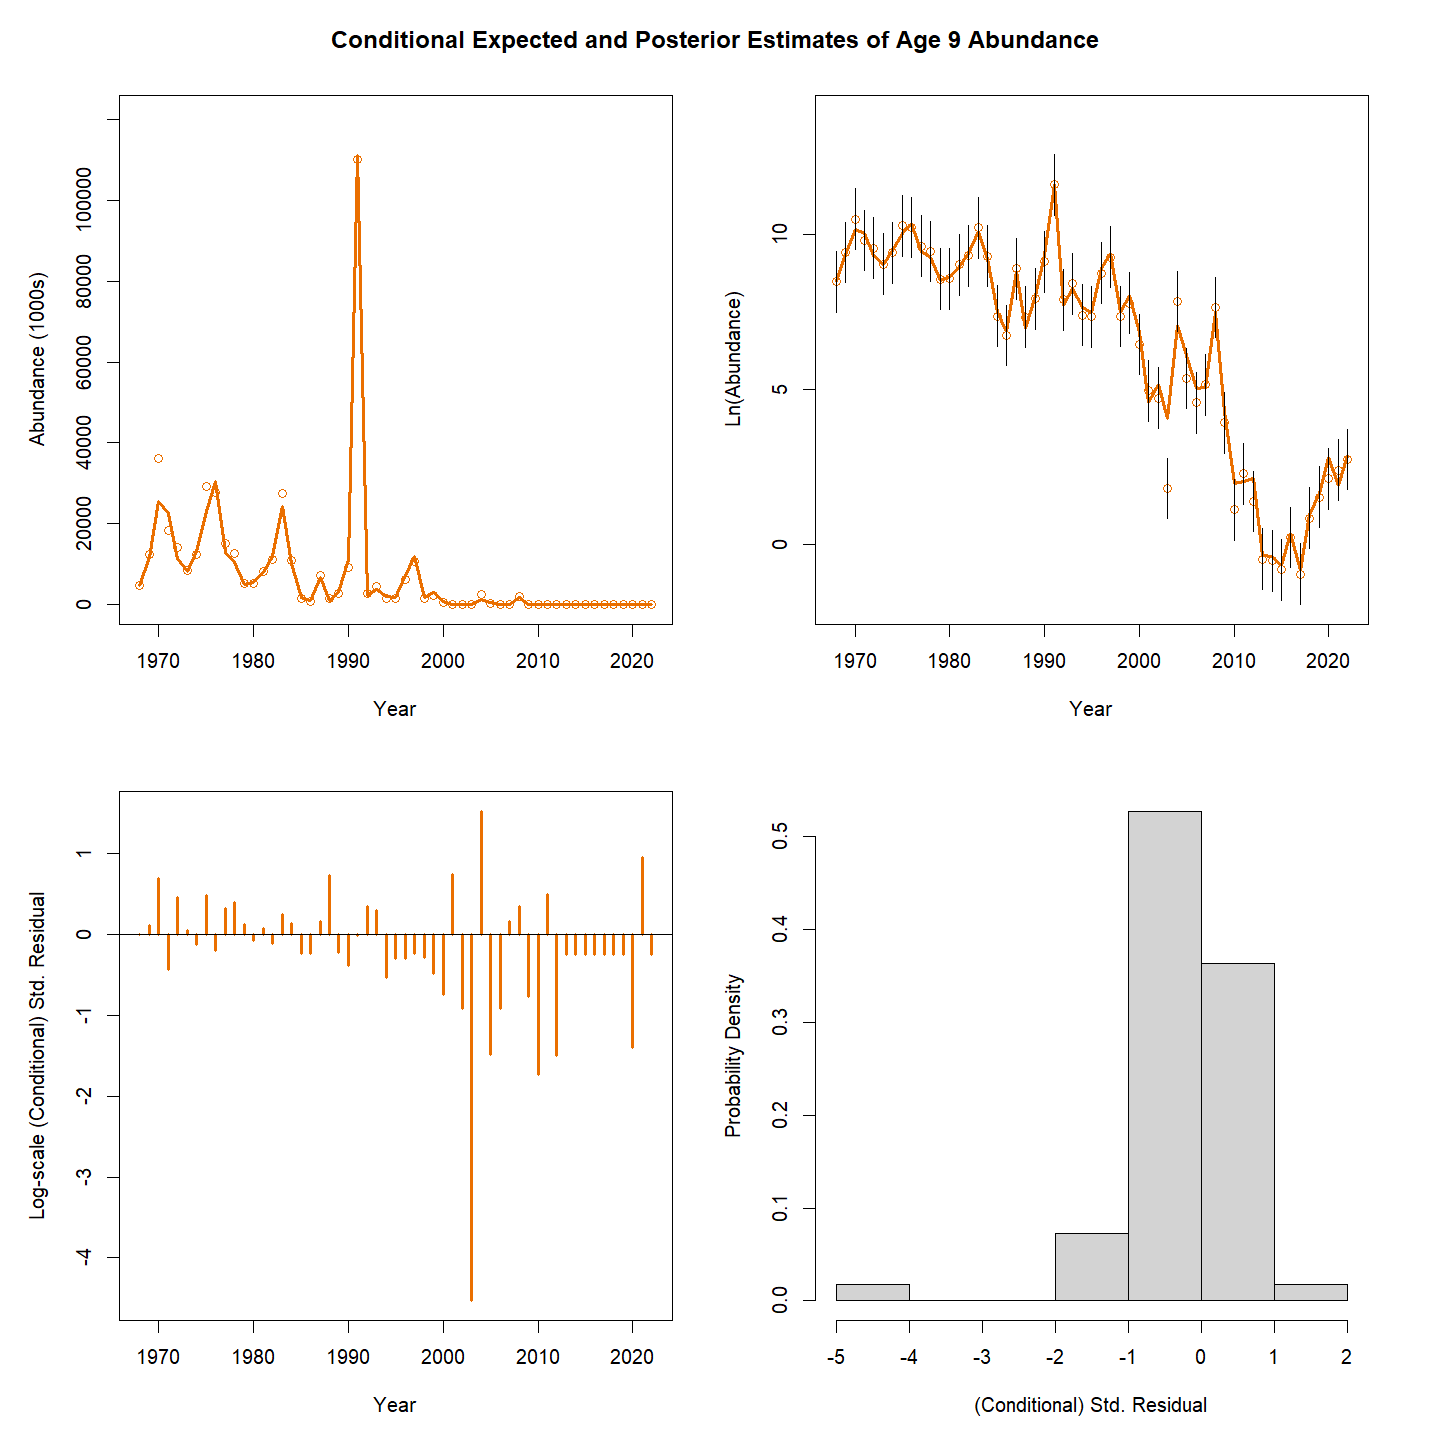 Conditional Expected and Posterior Estimates of Age 9 Abundance
Abundance (1000s)
0
20000
40000
60000
80000
100000
1970 1980 1990 2000 2010 2020
Year
Ln(Abundance)
0
5
10
1970 1980 1990 2000 2010 2020
Year
Log-scale (Conditional) Std. Residual
-4
-3
-2
-1
0
1
1970 1980 1990 2000 2010 2020
Year
Probability Density
0.0
0.1
0.2
0.3
0.4
0.5
-5 -4 -3 -2 -1 0 1 2
(Conditional) Std. Residual